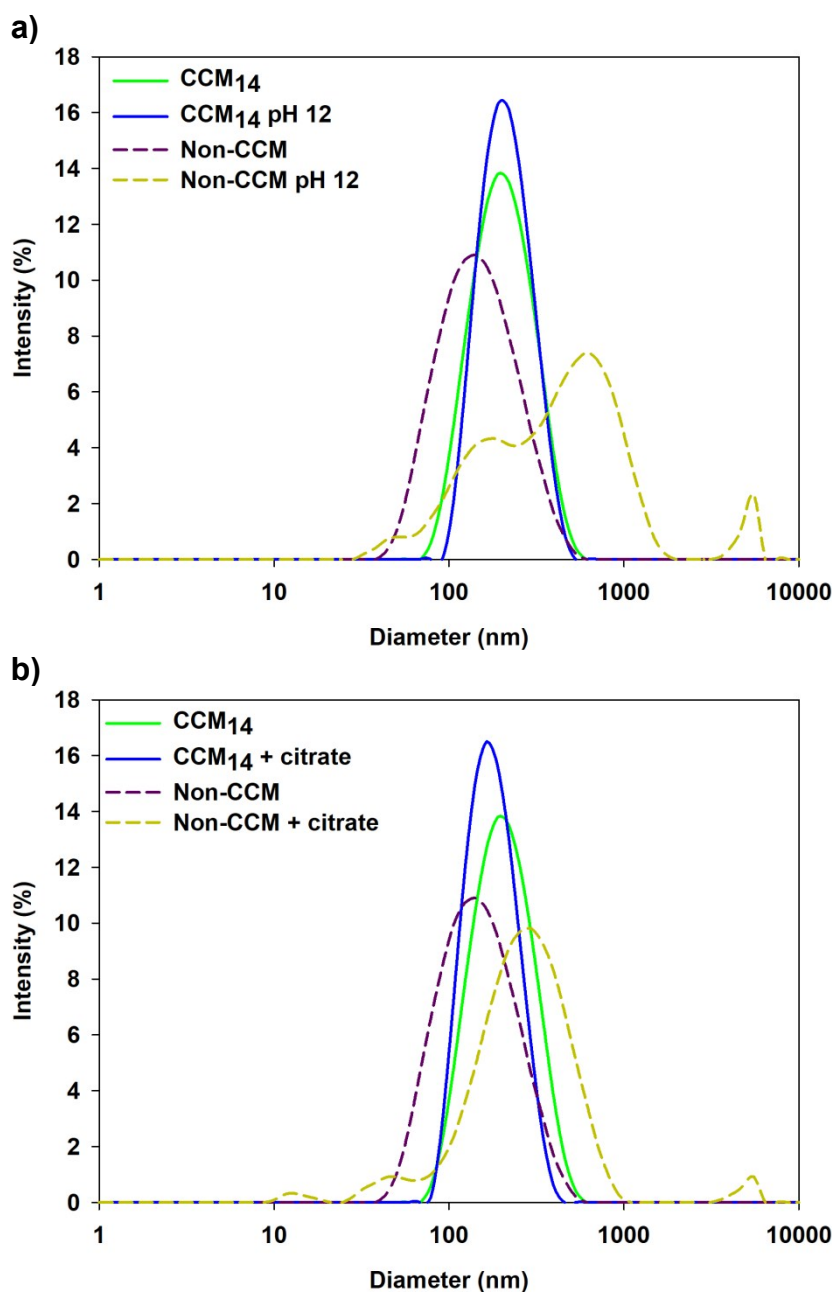 a)
18
16
14
12
10
8
6
4
2
0
Intensity (%)
CCM14
CCM14 pH 12
Non-CCM
Non-CCM pH 12
1 10 100 1000 10000
Diameter (nm)
b)
18
16
14
12
10
8
6
4
2
0
Intensity (%)
CCM14
CCM14 + citrate
Non-CCM
Non-CCM + citrate
1 10 100 1000 10000
Diameter (nm)